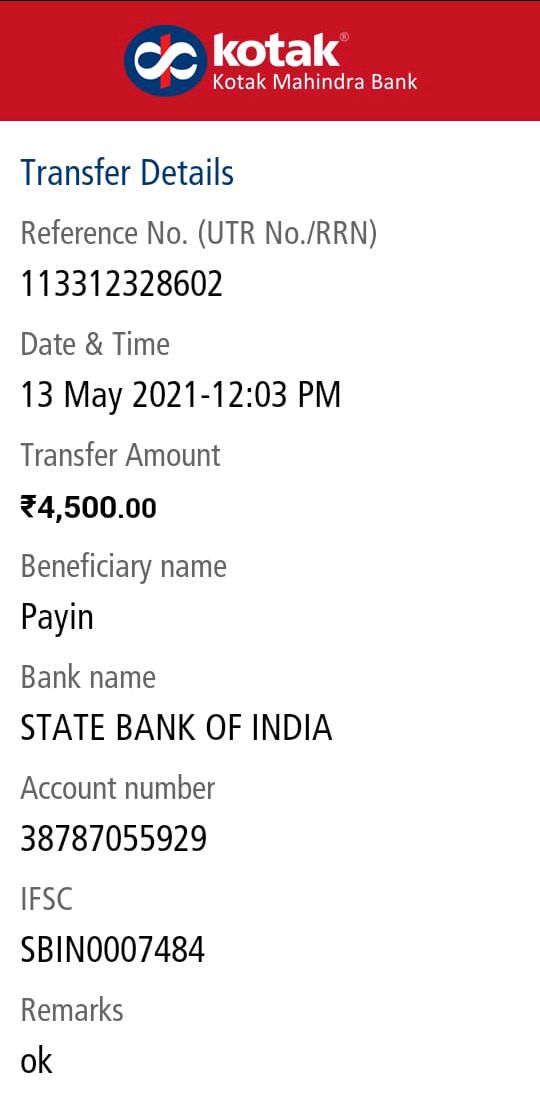 kotak®
Kotak Mahindra Bank
Transfer Details
Reference No. (UTR No./RRN)
113312328602
Date & Time
13 May 2021-12:03 PM
Transfer Amount
₹4,500.00
Beneficiary name
Payin
Bank name
STATE BANK OF INDIA
Account number
38787055929
IFSC
SBIN0007484
Remarks
ok